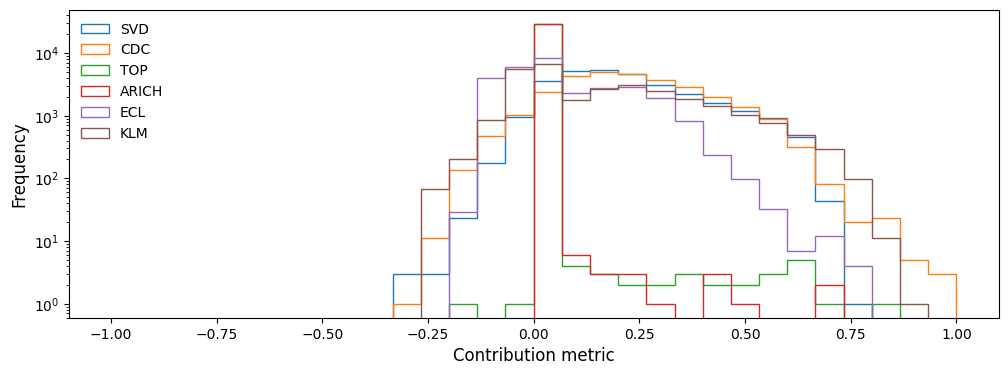 SVD
CDC
TOP
ARICH
ECL
KLM
Frequency
10⁴
10³
10²
10¹
10⁰
−1.00 −0.75 −0.50 −0.25 0.00 0.25 0.50 0.75 1.00
Contribution metric